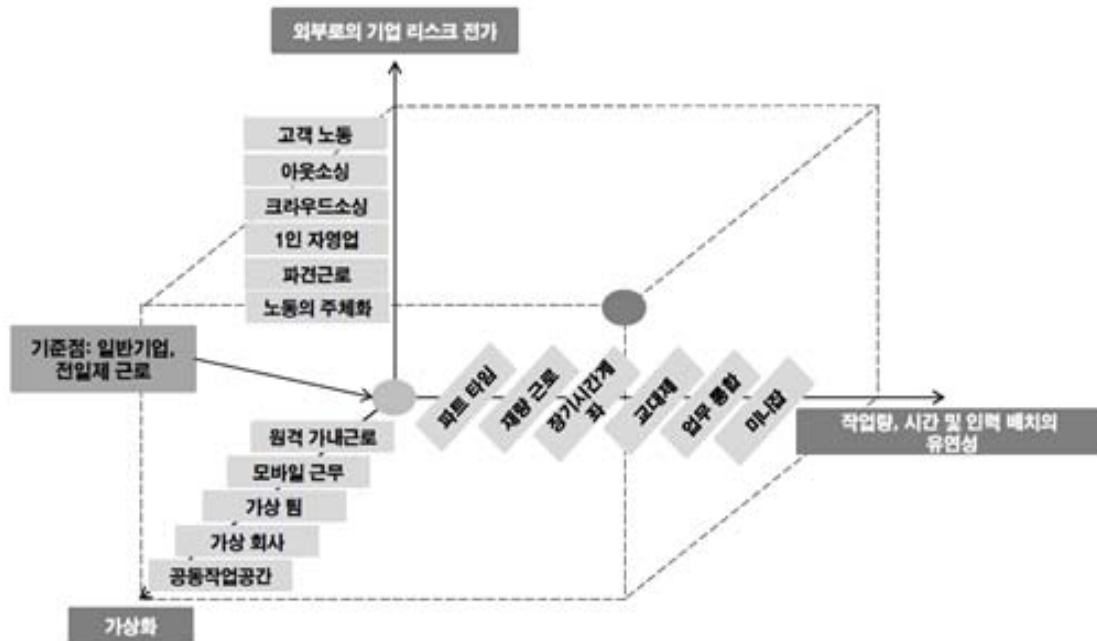 외부로의 기업 리스크 전가
고객 노동
아웃소싱
크라우드소싱
1인 자영업
파견근로
노동의 주체화
기준점: 일반기업,
전일제 근로
파트 타임
재량 근로
장기시간계
좌
교대제
업무 통합
미니잡
작업량, 시간 및 인력 배치의
유연성
원격 가내근로
모바일 근무
가상 팀
가상 회사
공동작업공간
가상화